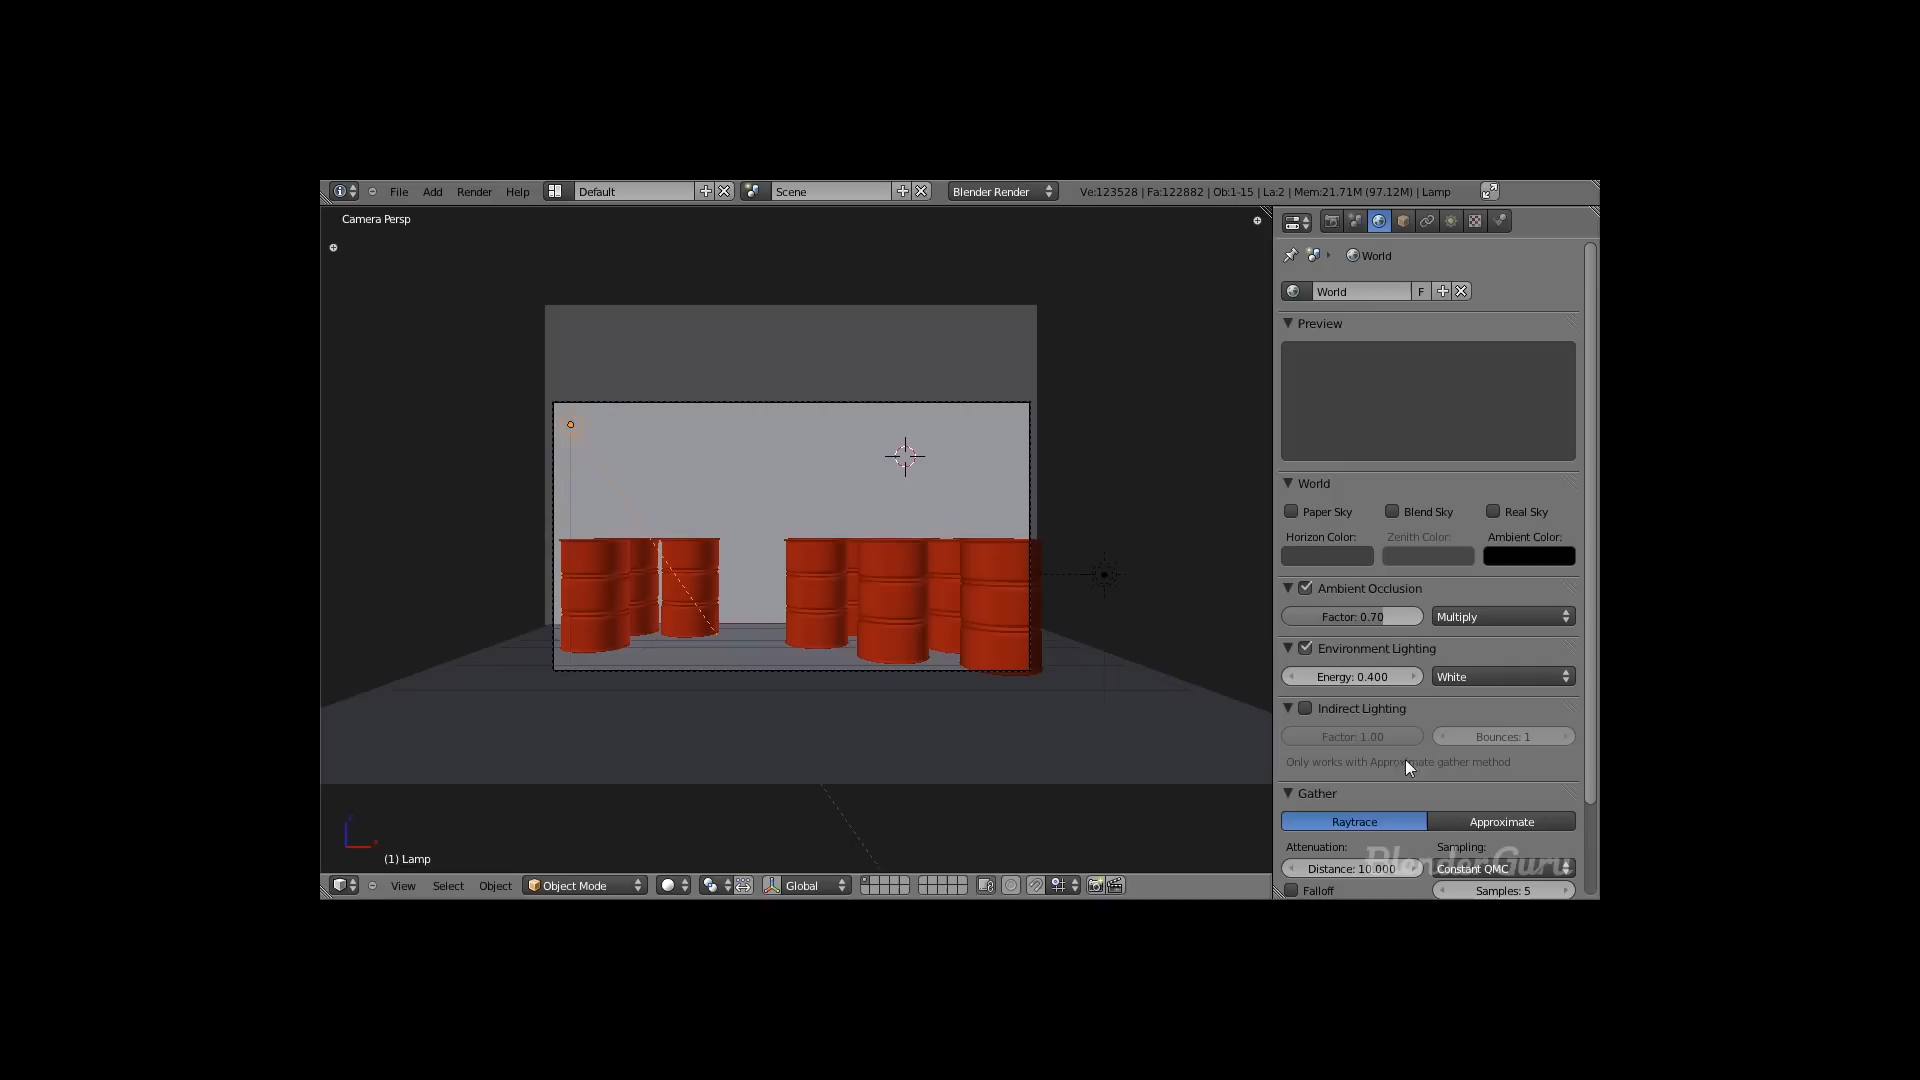 File Add Render Help Default Scene Blender Render Ve:123528 | Fa:122882 | Ob:1-15 | La:2 | Mem:21.71M (97.12M) | Lamp
Camera Persp
World
World F
Preview
World
Paper Sky Blend Sky Real Sky
Horizon Color: Zenith Color: Ambient Color:
Ambient Occlusion
Factor: 0.70 Multiply
Environment Lighting
Energy: 0.400 White
Indirect Lighting
Factor: 1.00 Bounces: 1
Only works with Approximate gather method
Gather
Raytrace Approximate
Attenuation: Sampling:
Blender Guru
Distance: 10.000 Constant QMC
Falloff Samples: 5
(1) Lamp
View Select Object Object Mode Global